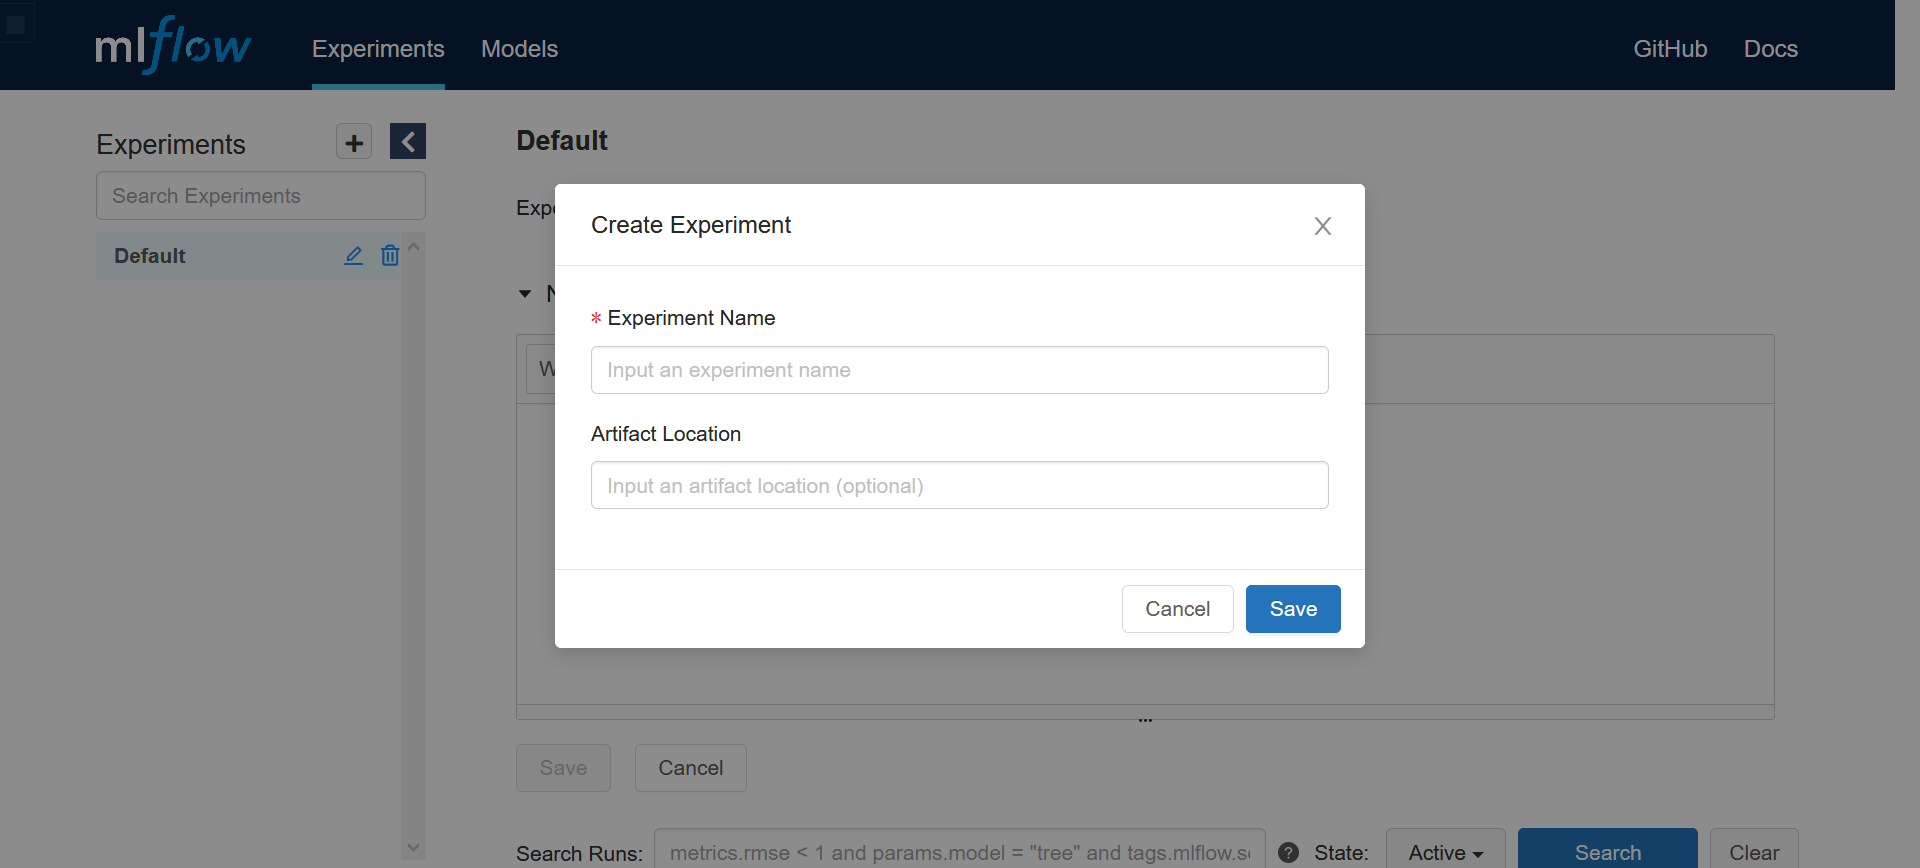 mlflow Experiments Models GitHub Docs
Experiments
Search Experiments
Default
Default
Expe
Create Experiment
* Experiment Name
Input an experiment name
Artifact Location
Input an artifact location (optional)
Cancel Save
Save Cancel
Search Runs: metrics.rmse < 1 and params.model = "tree" and tags.mlflow.so ? State: Active Search Clear